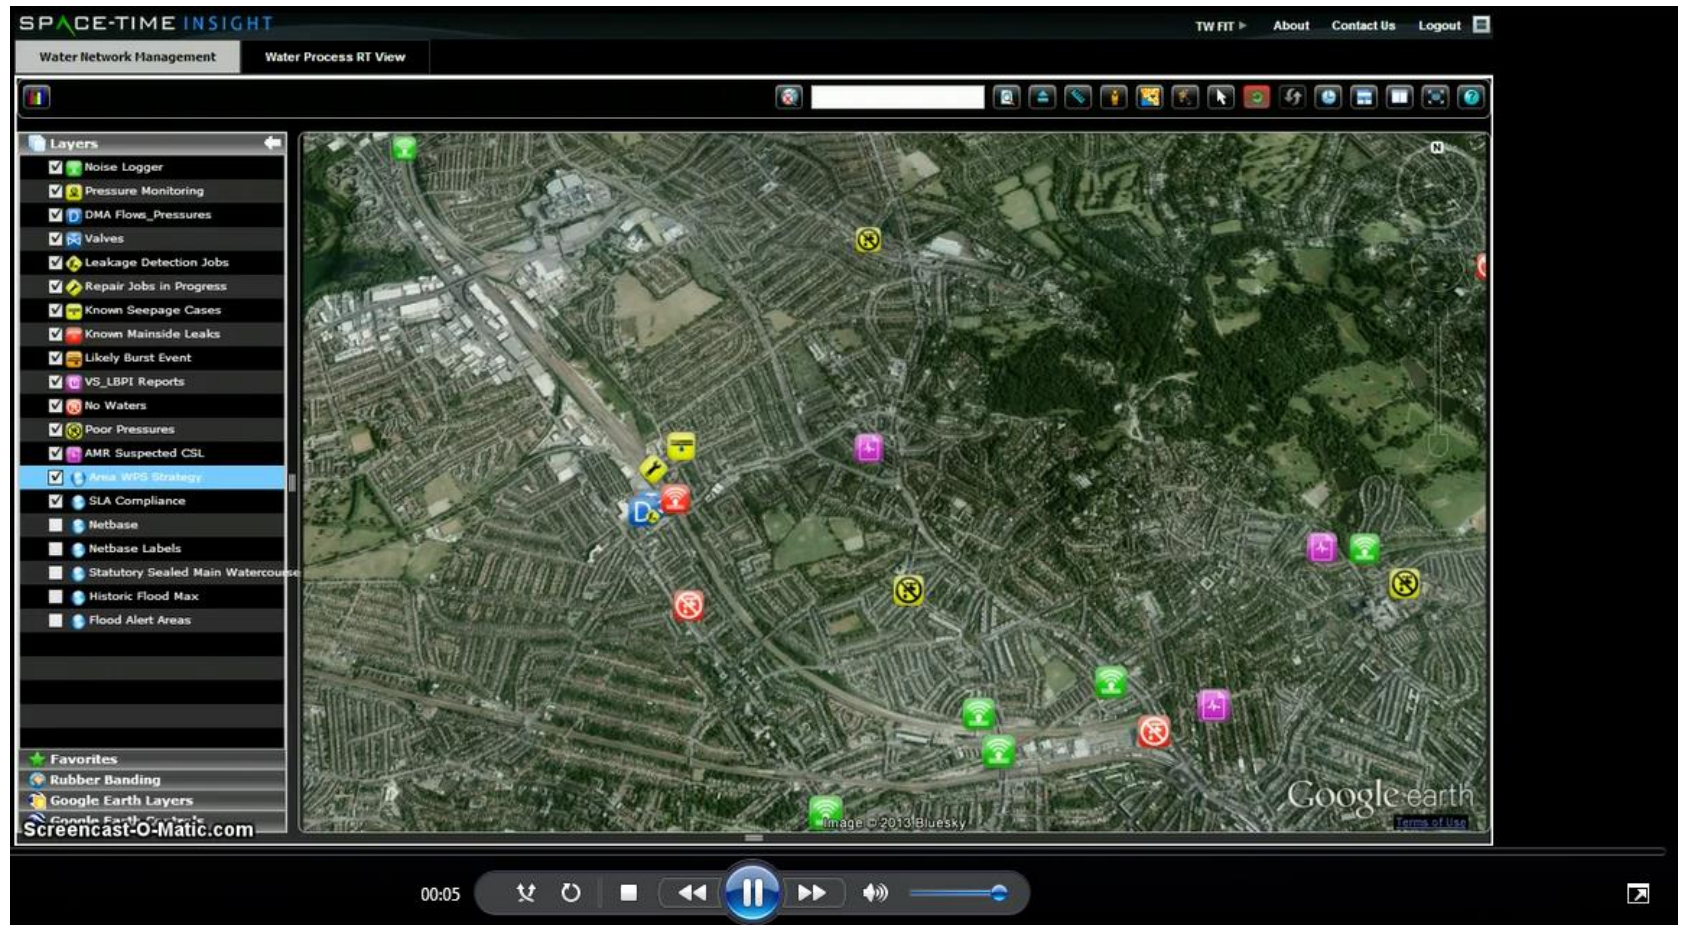 SPACE-TIME INSIGHT
TW FIT
About
Contact Us
Logout
Water Network Management
Water Process RT View
Layers
Noise Logger
Pressure Monitoring
DMA Flows_Pressures
Valves
Leakage Detection Jobs
Repair Jobs in Progress
Known Seepage Cases
Known Mainside Leaks
Likely Burst Event
VS_LBPI Reports
No Waters
Poor Pressures
AMR Suspected CSL
Area WPS Strategy
SLA Compliance
Netbase
Netbase Labels
Statutory Sealed Main Watercourse
Historic Flood Max
Flood Alert Areas
Favorites
Rubber Banding
Google Earth Layers
Google Earth Controls
Screencast-O-Matic.com
N
D
Google earth
Image © 2013 Bluesky
Terms of Use
00:05